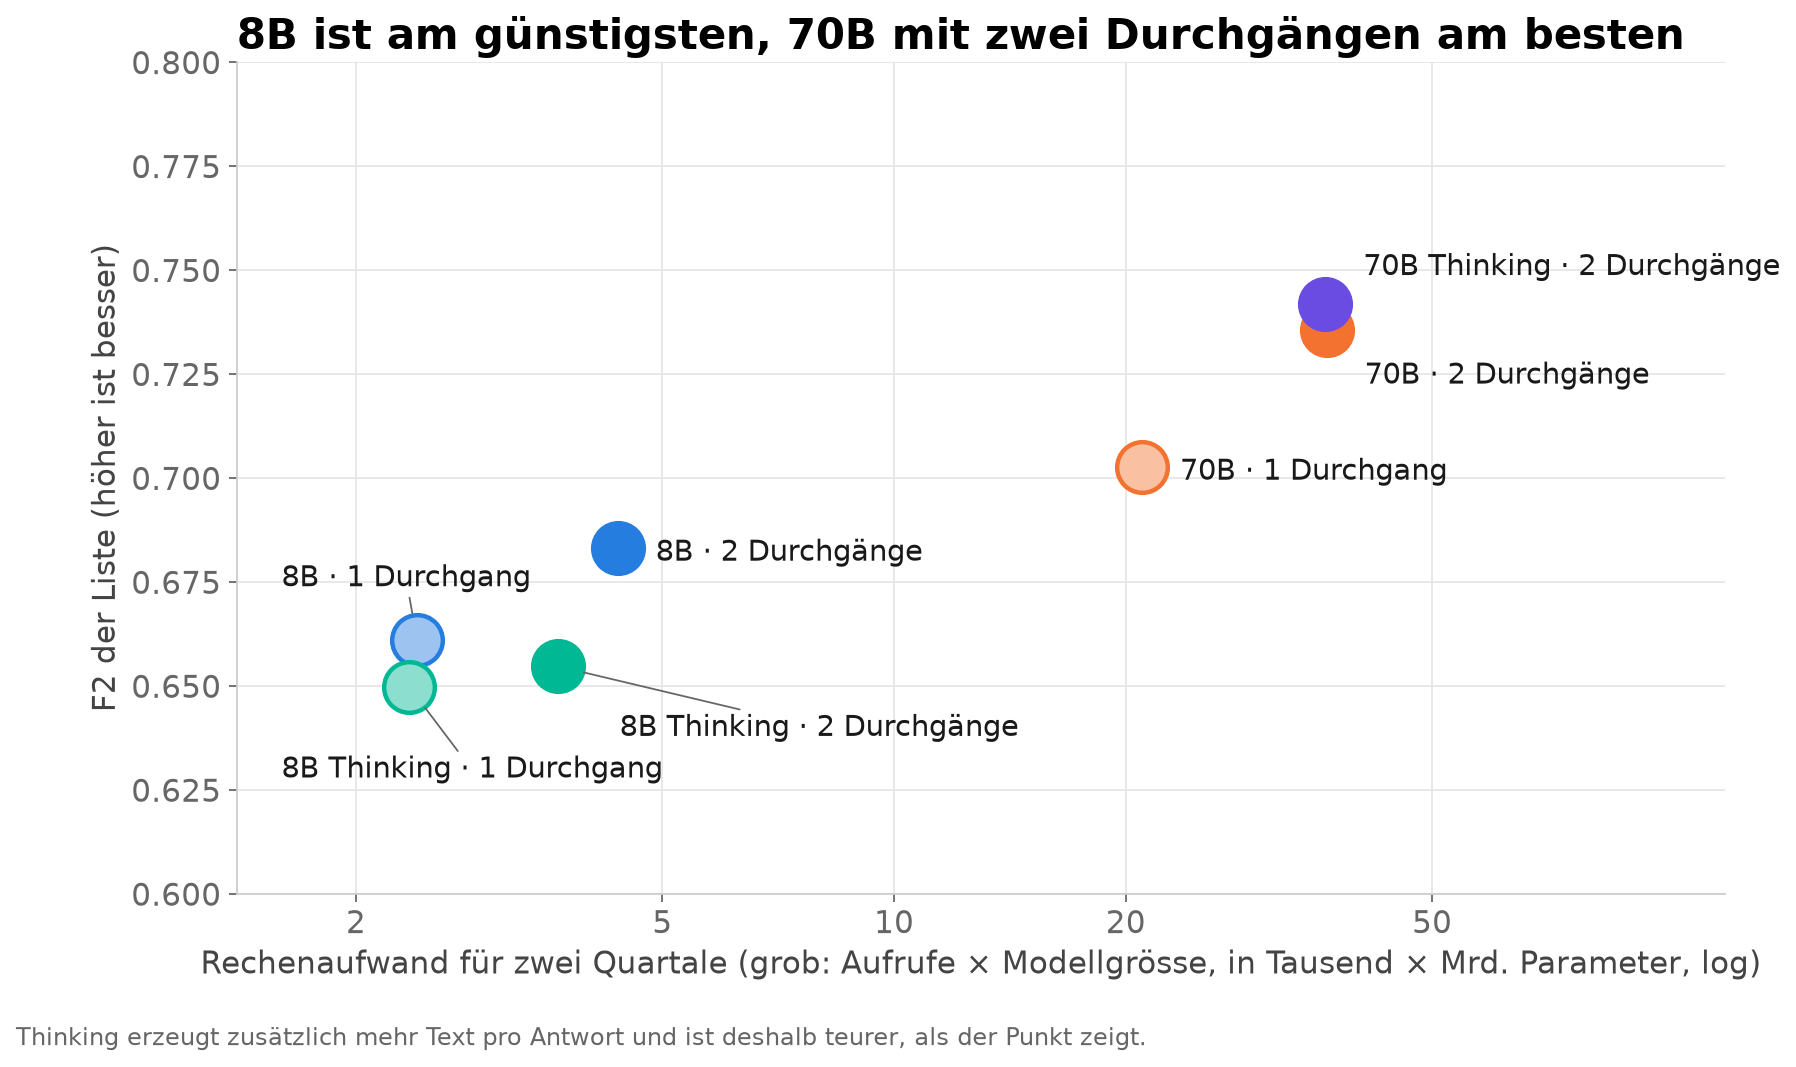 8B ist am günstigsten, 70B mit zwei Durchgängen am besten
0.800
0.775
0.750
0.725
0.700
0.675
0.650
0.625
0.600
F2 der Liste (höher ist besser)
70B Thinking · 2 Durchgänge
70B · 2 Durchgänge
70B · 1 Durchgang
8B · 2 Durchgänge
8B · 1 Durchgang
8B Thinking · 2 Durchgänge
8B Thinking · 1 Durchgang
2 5 10 20 50
Rechenaufwand für zwei Quartale (grob: Aufrufe × Modellgrösse, in Tausend × Mrd. Parameter, log)
Thinking erzeugt zusätzlich mehr Text pro Antwort und ist deshalb teurer, als der Punkt zeigt.